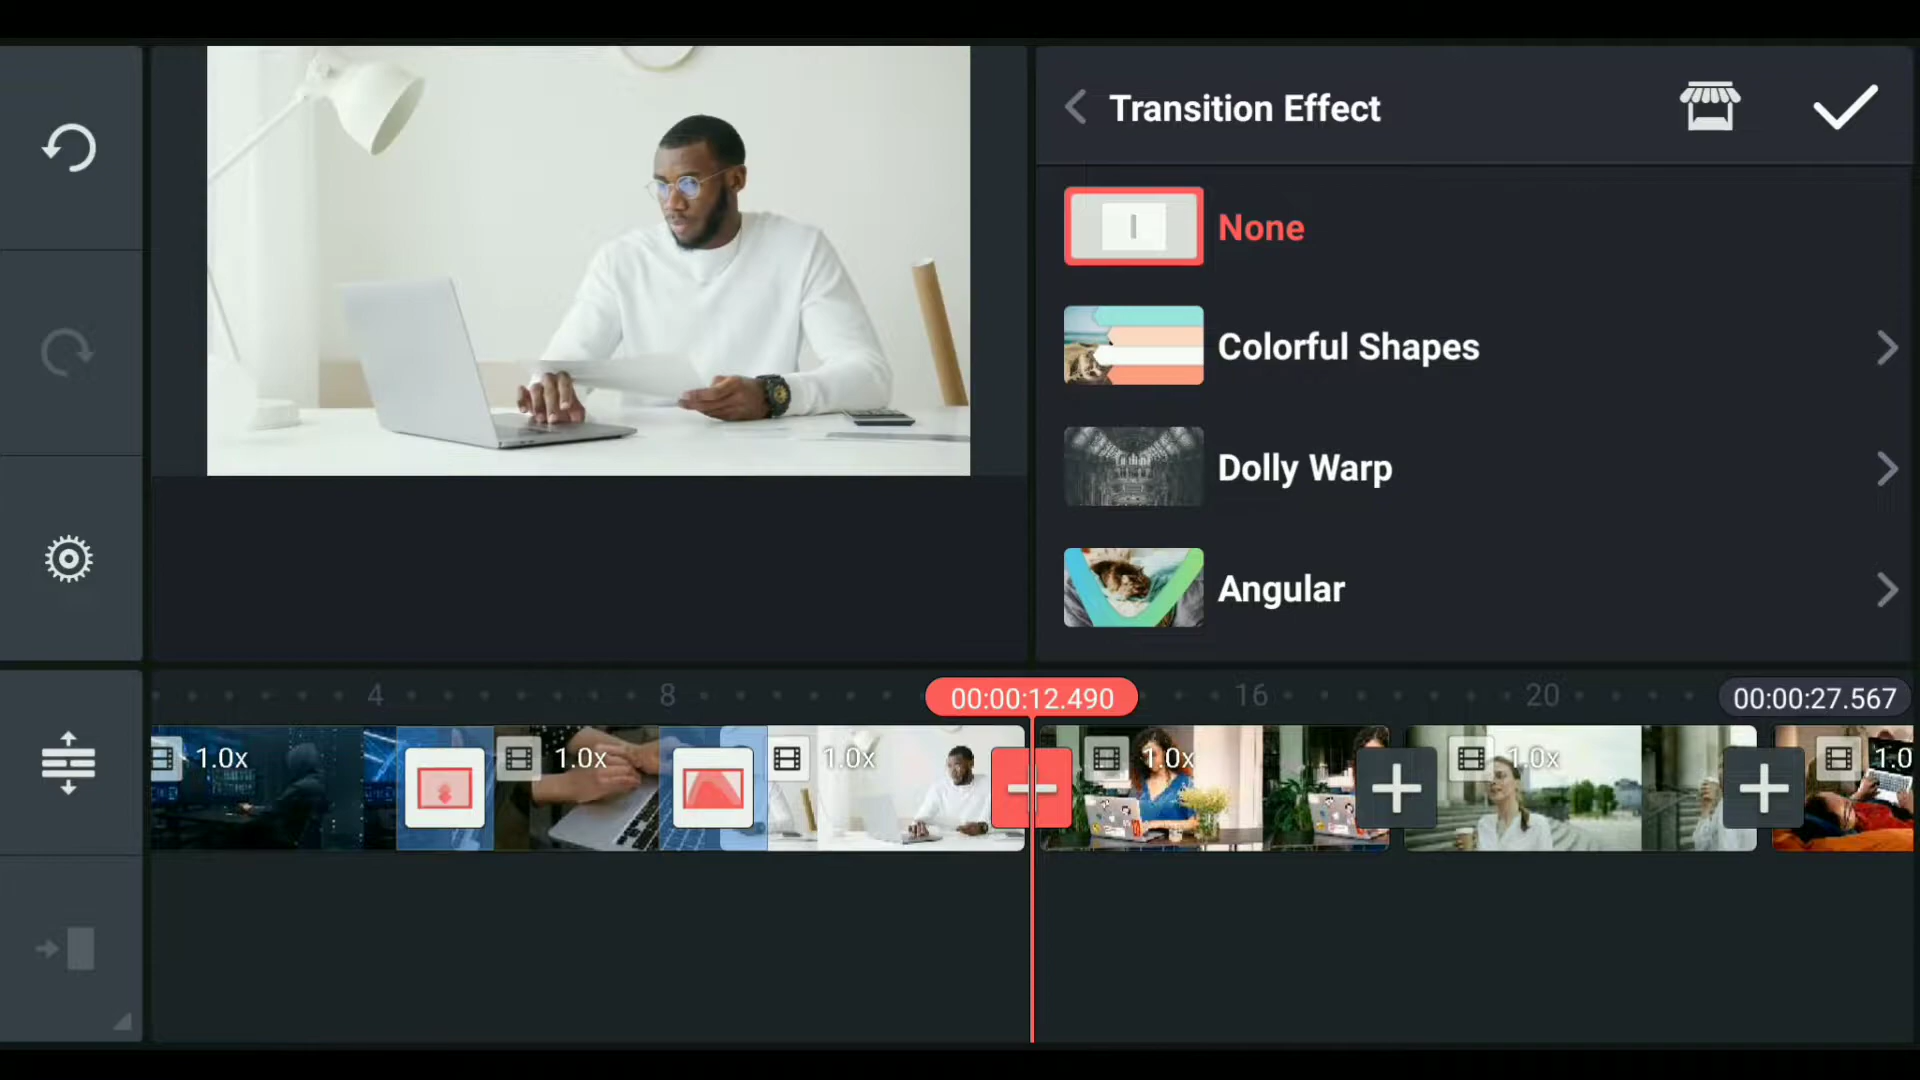 Transition Effect
None
Colorful Shapes
Dolly Warp
Angular
4
8
00:00:12.490
16
20
00:00:27.567
1.0x
1.0x
1.0x
1.0x
1.0x
1.0